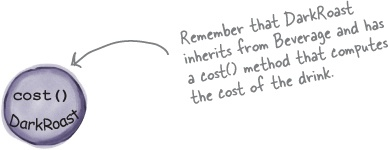 Remember that DarkRoast
inherits from Beverage and has
a cost() method that computes
the cost of the drink.
cost()
DarkRoast